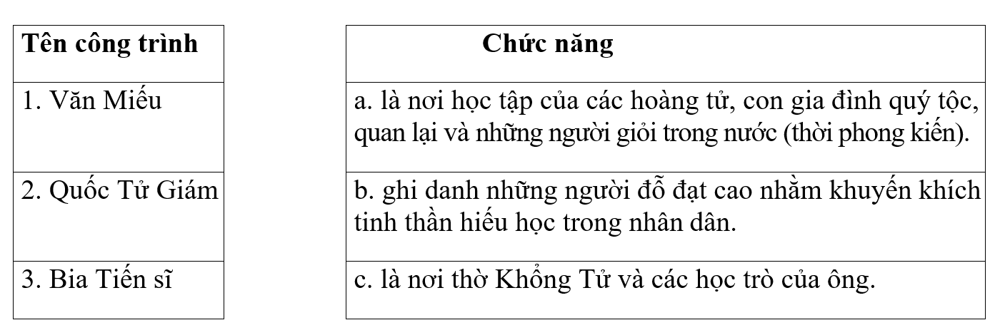 Tên công trình
Chức năng
1. Văn Miếu
a. là nơi học tập của các hoàng tử, con gia đình quý tộc,
quan lại và những người giỏi trong nước (thời phong kiến).
2. Quốc Tử Giám
b. ghi danh những người đỗ đạt cao nhằm khuyến khích
tinh thần hiếu học trong nhân dân.
3. Bia Tiến sĩ
c. là nơi thờ Khổng Tử và các học trò của ông.